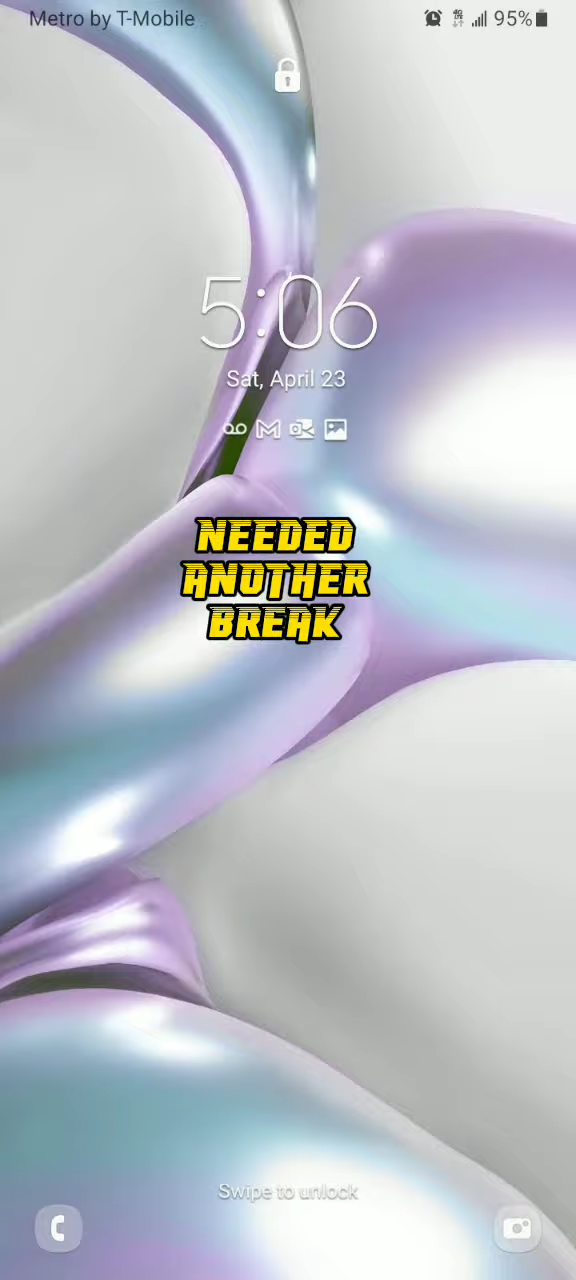 Metro by T-Mobile 95%
5:06
Sat, April 23
NEEDED
ANOTHER
BREAK
Swipe to unlock